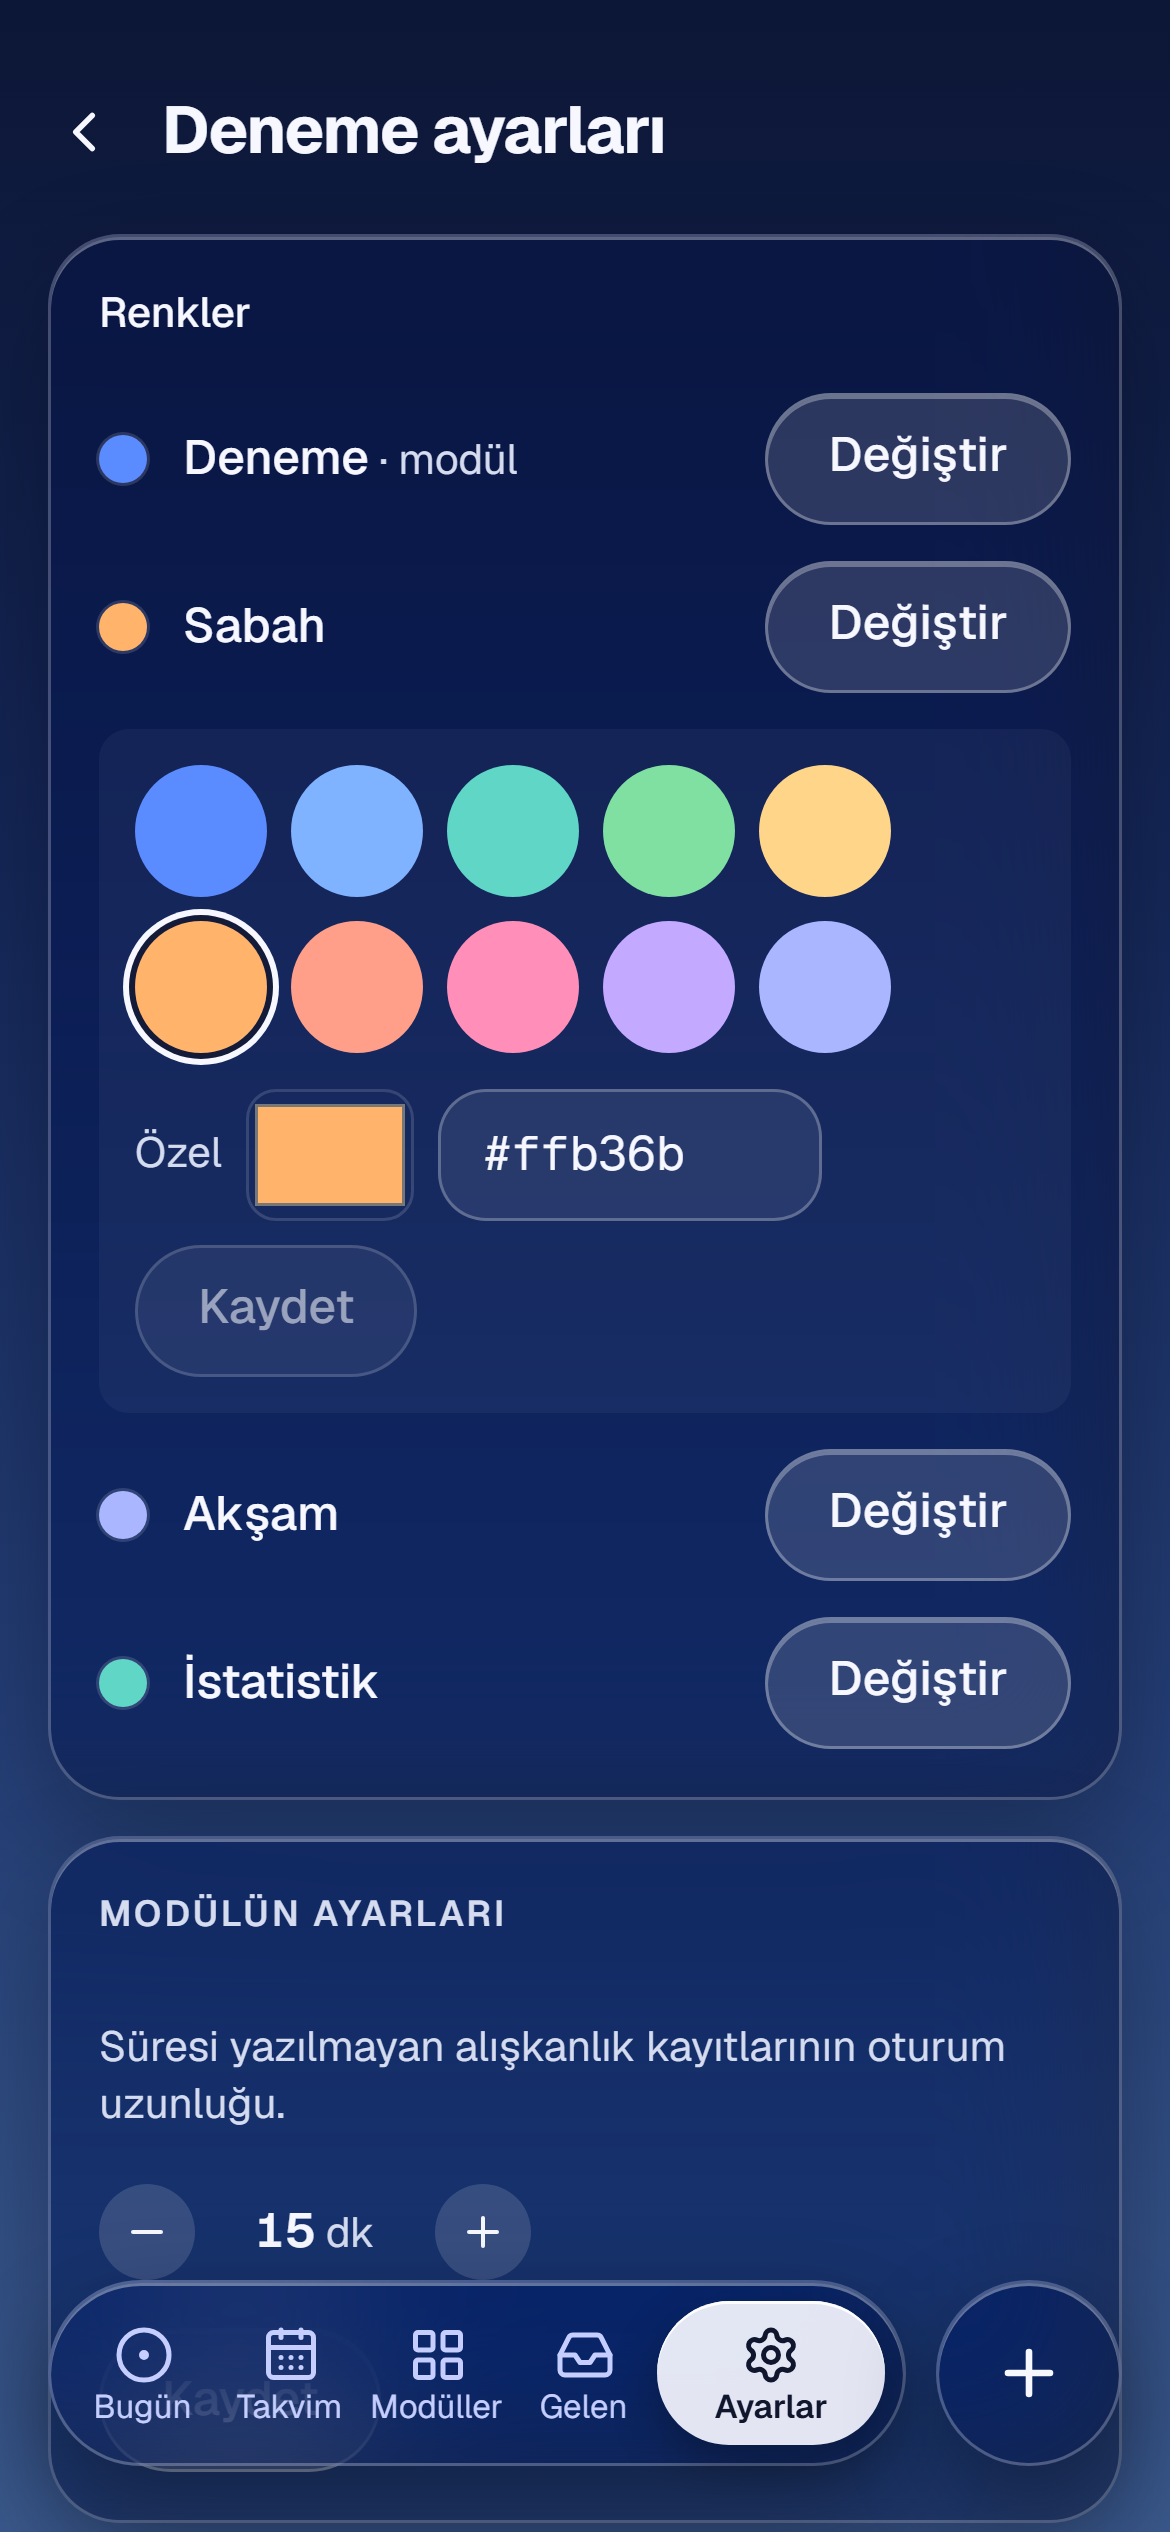 Deneme ayarları
Renkler
Deneme · modül
Değiştir
Sabah
Değiştir
Özel
#ffb36b
Kaydet
Akşam
Değiştir
İstatistik
Değiştir
MODÜLÜN AYARLARI
Süresi yazılmayan alışkanlık kayıtlarının oturum
uzunluğu.
15 dk
Kaydet
Bugün
Takvim
Modüller
Gelen
Ayarlar